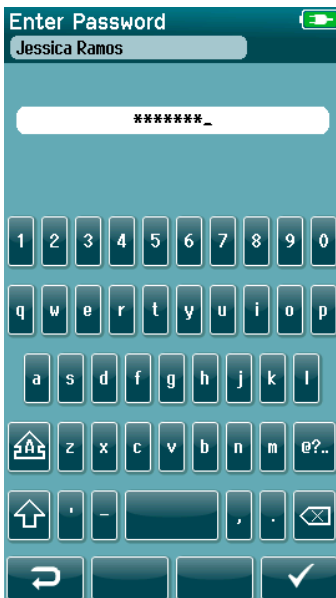 Enter Password
Jessica Ramos
*******_
1 2 3 4 5 6 7 8 9 0
q w e r t y u i o p
a s d f g h j k l
A z x c v b n m @?..
' - , .